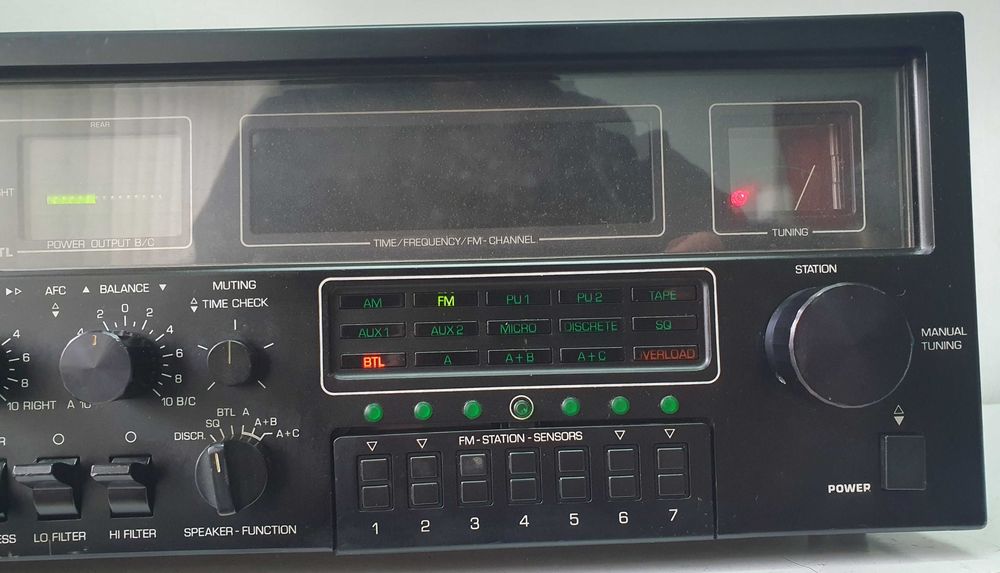 REAR
GHT
TL
POWER OUTPUT B/C
TIME/FREQUENCY/FM-CHANNEL
TUNING
AFC
BALANCE
2 0 2
4 4
6
8
10 RIGHT A 10
10 B/C
MUTING
TIME CHECK
AM FM PU 1 PU 2 TAPE
AUX 1 AUX 2 MICRO DISCRETE SQ
BTL A A+B A+C OVERLOAD
STATION
MANUAL
TUNING
6
8
BTL A
SQ A+B
DISCR. A+C
SPEAKER-FUNCTION
ESS
LO FILTER
HI FILTER
FM-STATION-SENSORS
1 2 3 4 5 6 7
POWER